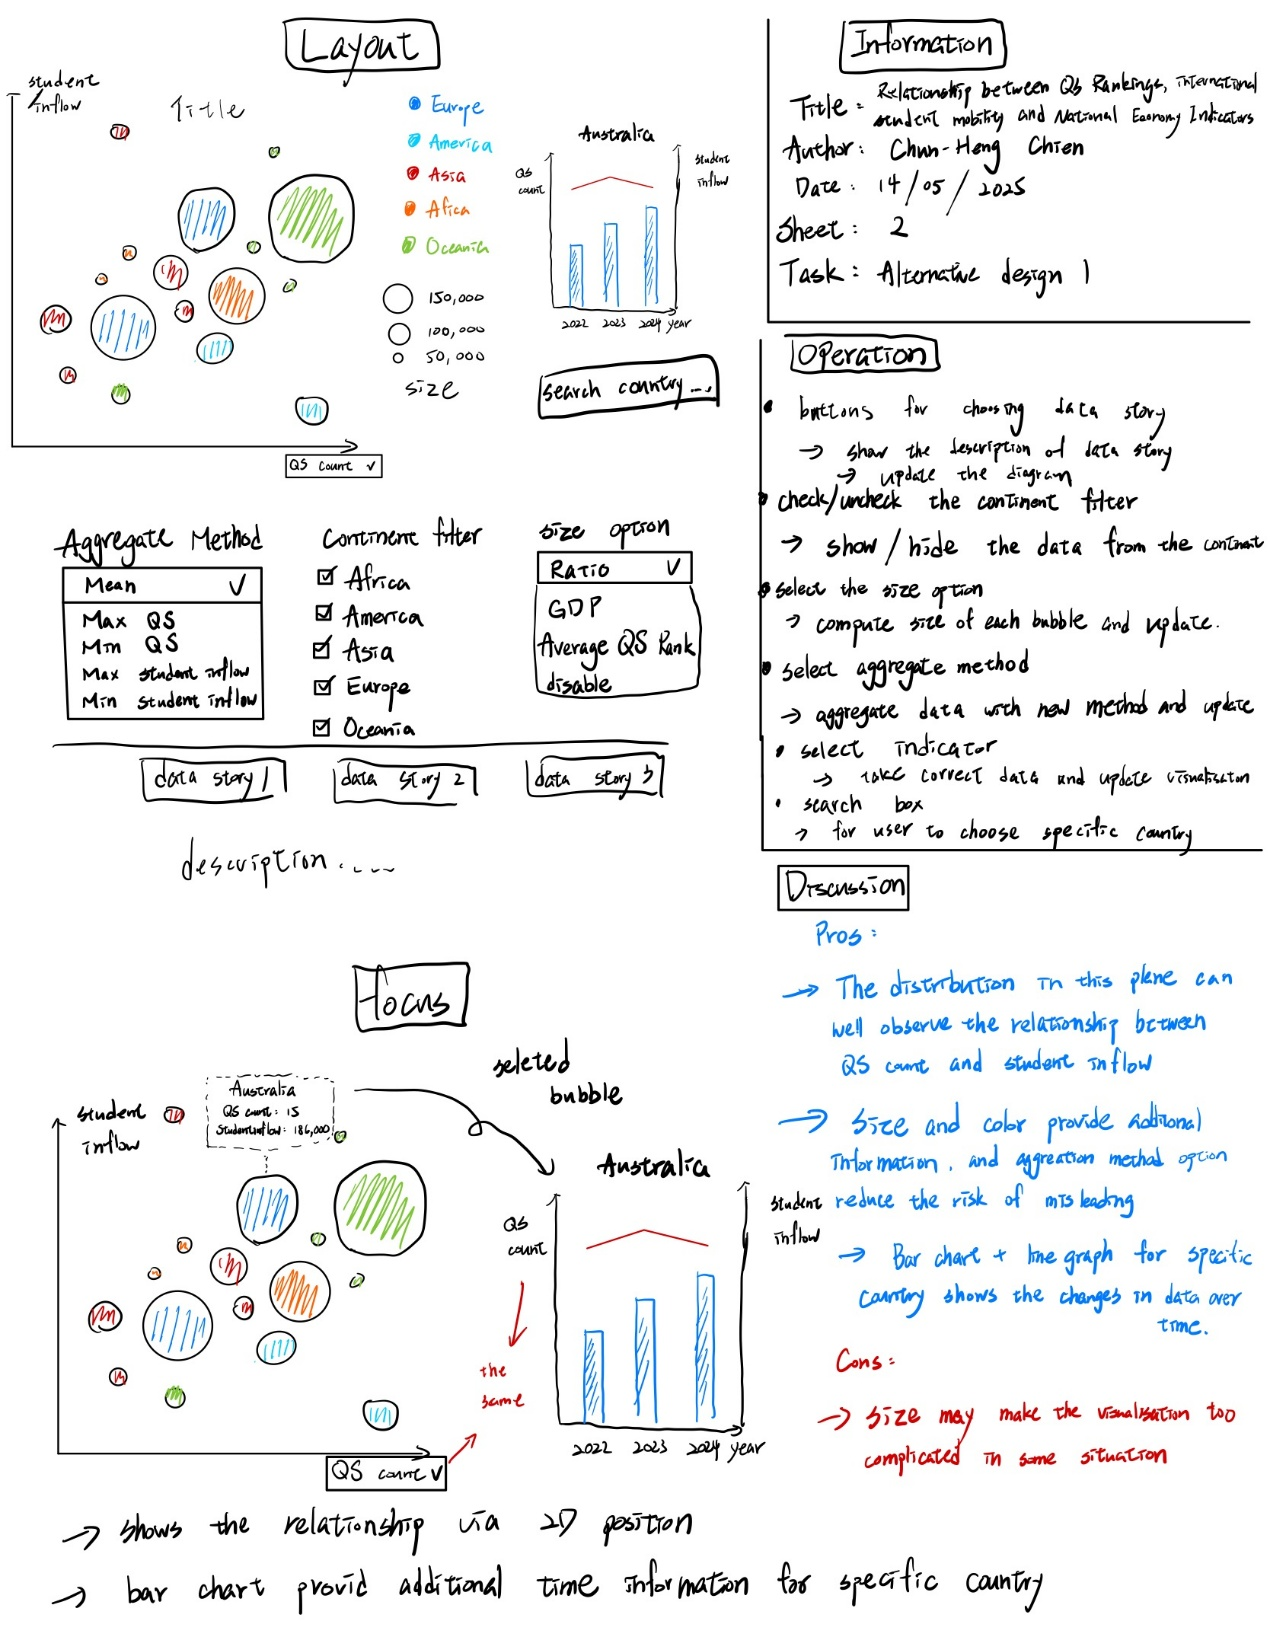 Layout
student
inflow
Title
Europe
America
Asia
Africa
Oceania
150,000
100,000
50,000
size
QS count ✓
Australia
QS
count
student
inflow
2022 2023 2024 year
search country...
Aggregate Method
Mean ✓
Max QS
Min QS
Max student inflow
Min student inflow
Continent filter
Africa
America
Asia
Europe
Oceania
size option
Ratio ✓
GDP
Average QS Rank
disable
data story 1
data story 2
data story 3
description.....
Information
Title: Relationship between QS Rankings, international
student mobility and National Economy Indicators
Author: Chun-Heng Chien
Date: 14/05/2025
Sheet: 2
Task: Alternative design 1
Operation
• buttons for choosing data story
→ show the description of data story
→ update the diagram
• check/uncheck the continent filter
→ show/hide the data from the continent
• select the size option
→ compute size of each bubble and update.
• select aggregate method
→ aggregate data with new method and update
• select indicator
→ take correct data and update visualisation
• search box
→ for user to choose specific country
Discussion
Pros:
→ The distribution in this plane can
well observe the relationship between
QS count and student inflow
→ Size and color provide additional
information, and aggreation method option
reduce the risk of misleading
→ Bar chart + line graph for specific
country shows the changes in data over
time.
Cons:
→ size may make the visualisation too
complicated in some situation
Focus
seleted
bubble
student
inflow
Australia
QS count: 15
Student inflow: 186,000
QS count ✓
the
same
Australia
QS
count
student
inflow
2022 2023 2024 year
→ shows the relationship via 2D position
→ bar chart provid additional time information for specific country